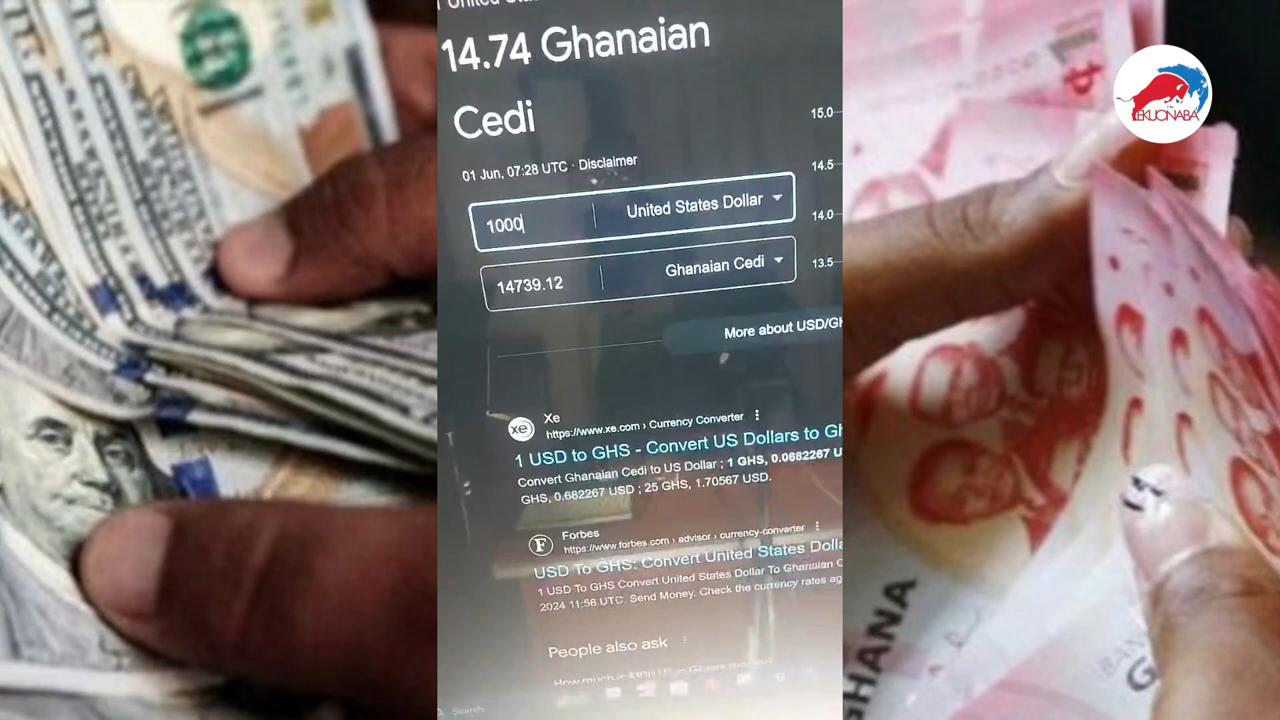 14.74 Ghanaian
Cedi
01 Jun, 07:28 UTC · Disclaimer
1000
United States Dollar
14739.12
Ghanaian Cedi
15.0
14.5
14.0
13.5
More about USD/GH
xe
Xe
https://www.xe.com › Currency Converter
1 USD to GHS - Convert US Dollars to Gh
Convert Ghanaian Cedi to US Dollar ; 1 GHS, 0.0682267 U
GHS, 0.682267 USD ; 25 GHS, 1.70567 USD.
F
Forbes
https://www.forbes.com › advisor › currency-converter
USD To GHS: Convert United States Dolla
1 USD To GHS Convert United States Dollar To Ghanaian C
2024 11:58 UTC. Send Money. Check the currency rates ag
People also ask
Search
EKUONABA
GHANA